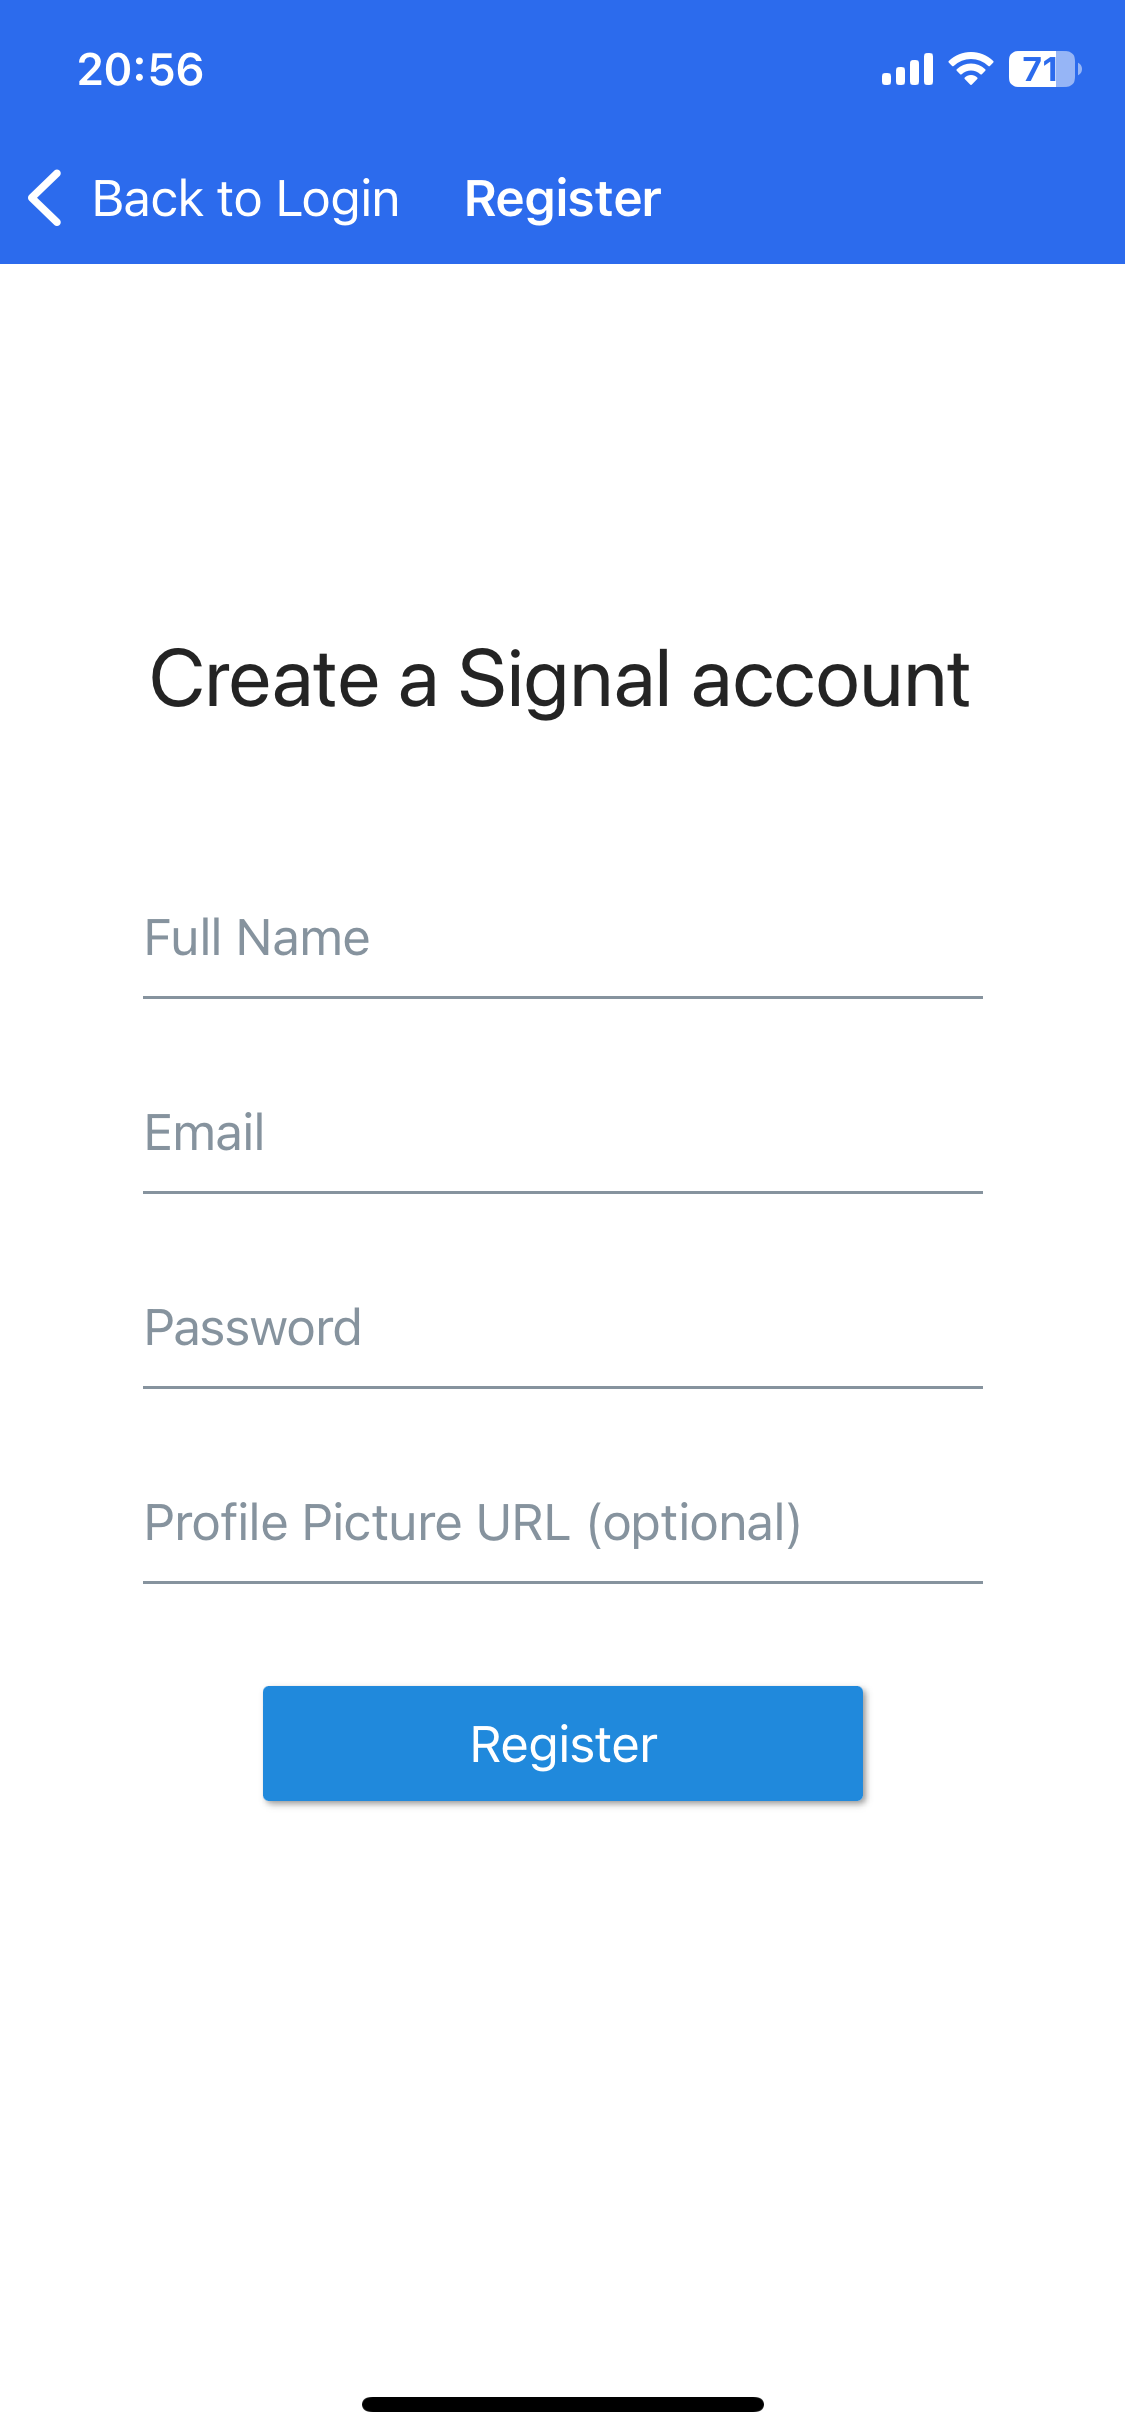 20:56
71
Back to Login Register
Create a Signal account
Full Name
Email
Password
Profile Picture URL (optional)
Register